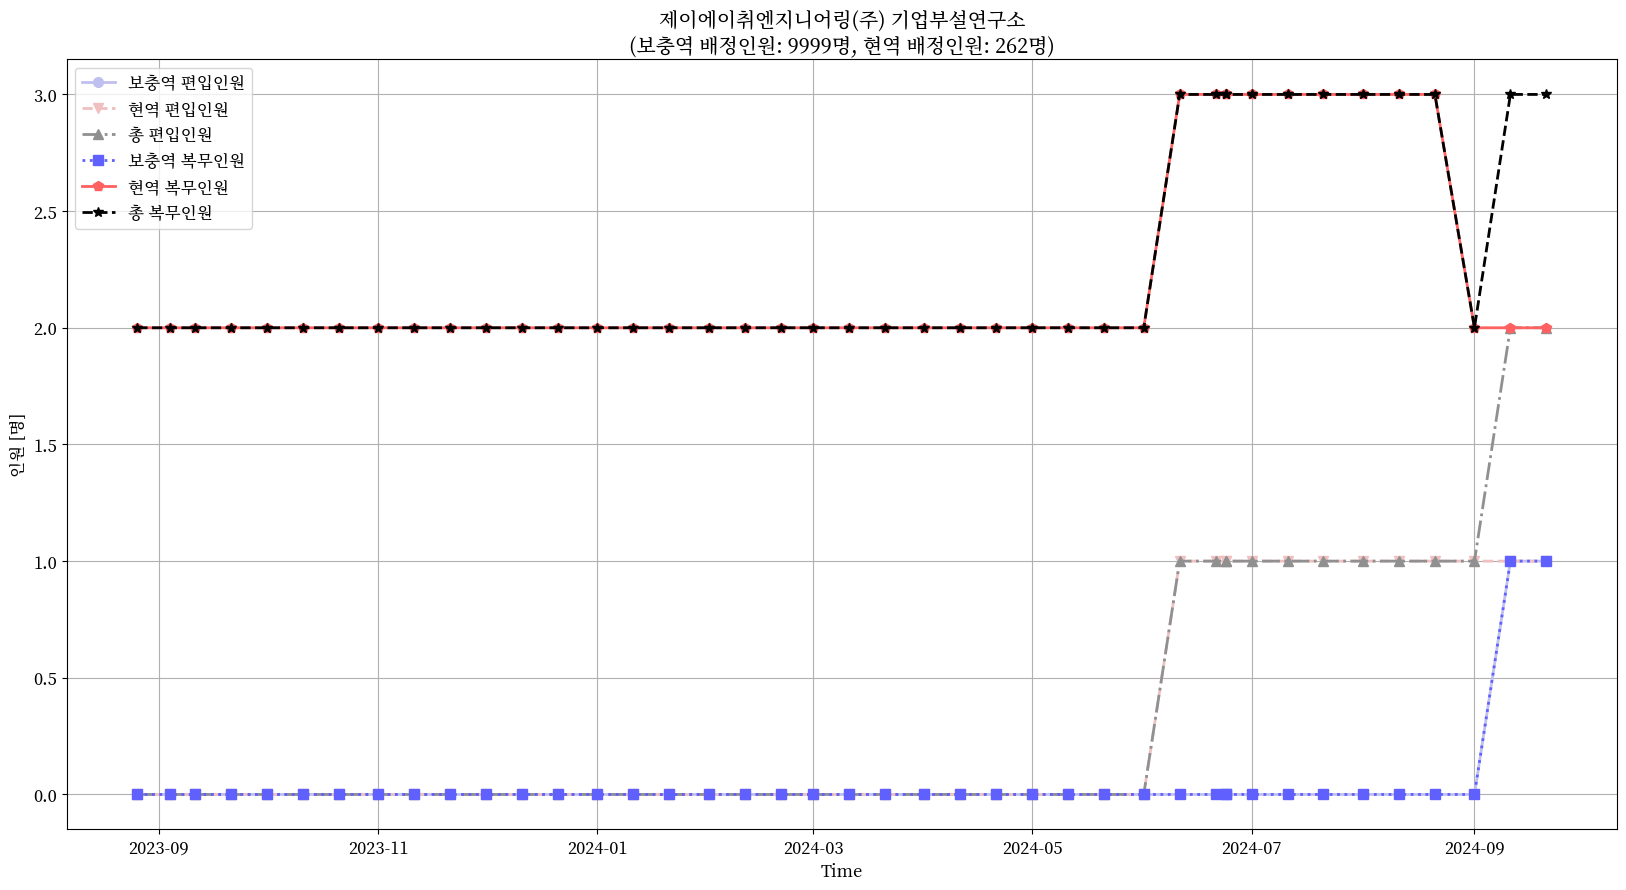 제이에이취엔지니어링(주) 기업부설연구소
(보충역 배정인원: 9999명, 현역 배정인원: 262명)
보충역 편입인원
현역 편입인원
총 편입인원
보충역 복무인원
현역 복무인원
총 복무인원
인원 [명]
3.0
2.5
2.0
1.5
1.0
0.5
0.0
2023-09 2023-11 2024-01 2024-03 2024-05 2024-07 2024-09
Time